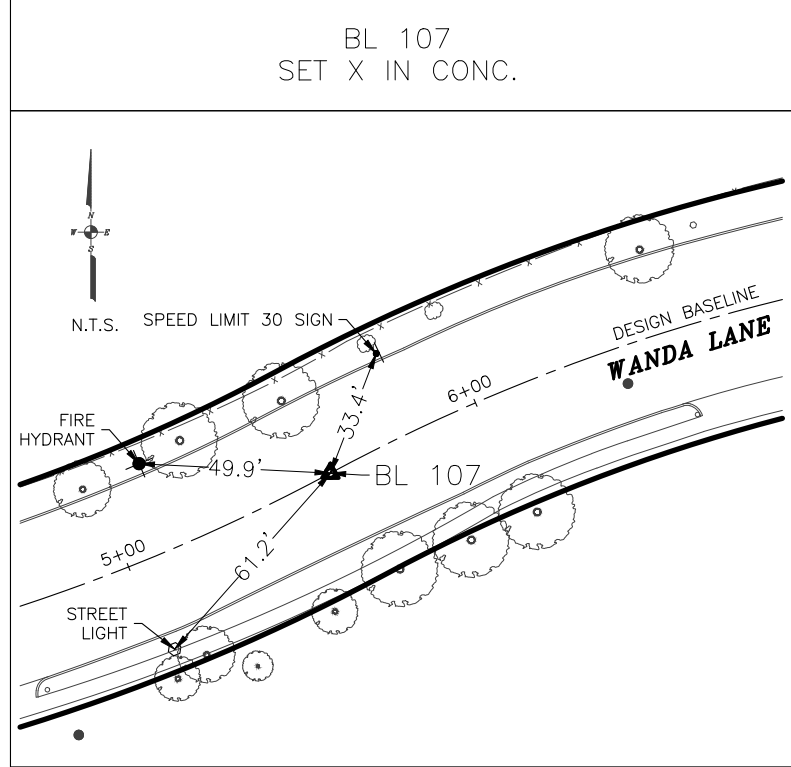 BL 107
SET X IN CONC.
N
W E
S
N.T.S.
SPEED LIMIT 30 SIGN
DESIGN BASELINE
WANDA LANE
6+00
33.4'
FIRE
HYDRANT
49.9'
BL 107
5+00
61.2'
STREET
LIGHT